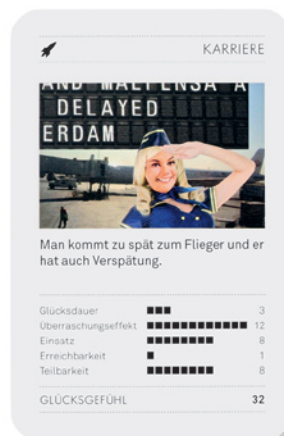 KARRIERE
AND MALPENSA A
DELAYED
ERDAM
Man kommt zu spät zum Flieger und er
hat auch Verspätung.
Glücksdauer 3
Überraschungseffekt 12
Einsatz 8
Erreichbarkeit 1
Teilbarkeit 8
GLÜCKSGEFÜHL 32